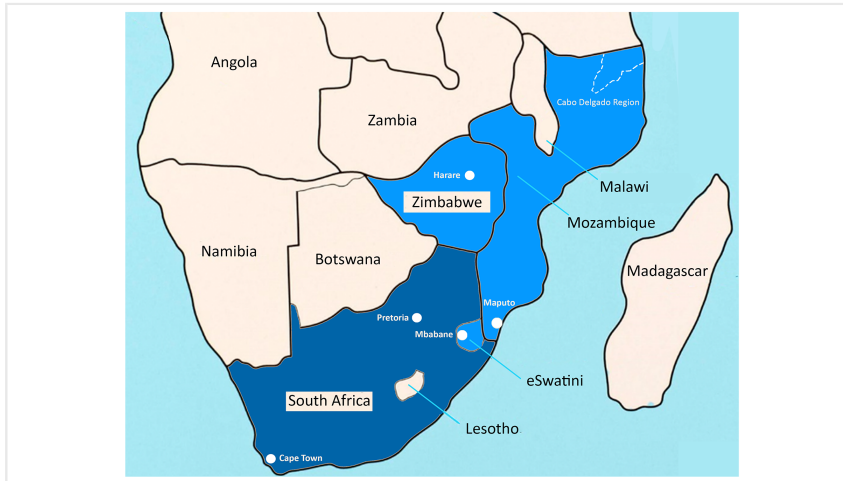 Angola
Cabo Delgado Region
Zambia
Harare
Malawi
Zimbabwe
Mozambique
Namibia
Botswana
Madagascar
Maputo
Pretoria
Mbabane
eSwatini
South Africa
Lesotho
Cape Town